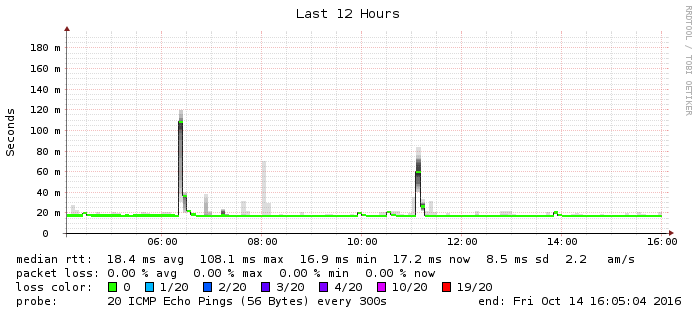 Last 12 Hours
RRDTOOL / TOBI OETIKER
Seconds
180 m
160 m
140 m
120 m
100 m
80 m
60 m
40 m
20 m
0
06:00 08:00 10:00 12:00 14:00 16:00
median rtt: 18.4 ms avg 108.1 ms max 16.9 ms min 17.2 ms now 8.5 ms sd 2.2 am/s
packet loss: 0.00 % avg 0.00 % max 0.00 % min 0.00 % now
loss color: 0 1/20 2/20 3/20 4/20 10/20 19/20
probe: 20 ICMP Echo Pings (56 Bytes) every 300s end: Fri Oct 14 16:05:04 2016